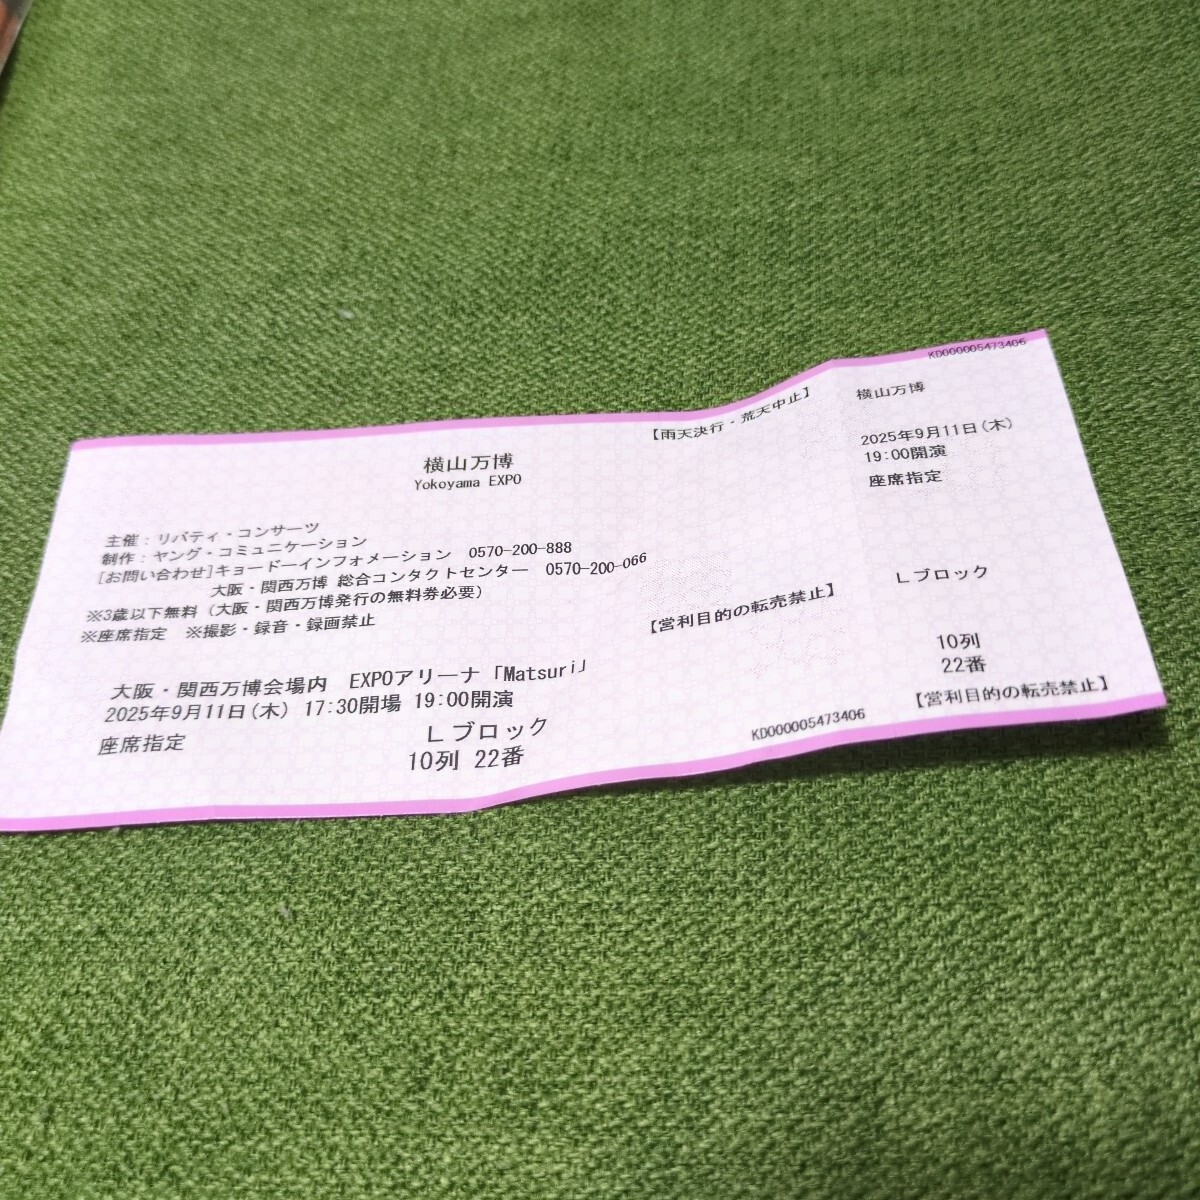 【雨天決行・荒天中止】
横山万博
Yokoyama EXPO
主催：リバティ・コンサーツ
制作：ヤング・コミュニケーション
[お問い合わせ]キョードーインフォメーション 0570-200-888
大阪・関西万博 総合コンタクトセンター 0570-200-066
※3歳以下無料（大阪・関西万博発行の無料券必要）
※座席指定 ※撮影・録音・録画禁止
【営利目的の転売禁止】
大阪・関西万博会場内 EXPOアリーナ「Matsuri」
2025年9月11日(木) 17:30開場 19:00開演
座席指定
Lブロック
10列 22番
KD000005473406
KD000005473406
横山万博
2025年9月11日(木)
19:00開演
座席指定
Lブロック
10列
22番
【営利目的の転売禁止】